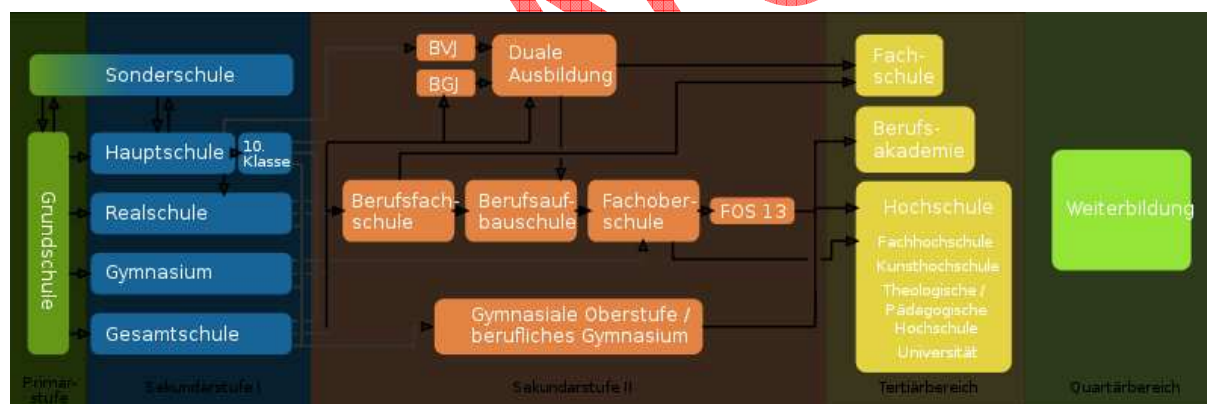 Sonderschule
Grundschule
Hauptschule
10.
Klasse
Realschule
Gymnasium
Gesamtschule
BVJ
BGJ
Duale
Ausbildung
Berufsfach-
schule
Berufsauf-
bauschule
Fachober-
schule
FOS 13
Gymnasiale Oberstufe /
berufliches Gymnasium
Fach-
schule
Berufs-
akademie
Hochschule
Fachhochschule
Kunsthochschule
Theologische /
Pädagogische
Hochschule
Universität
Weiterbildung
Primar-
stufe
Sekundarstufe I
Sekundarstufe II
Tertiärbereich
Quartärbereich